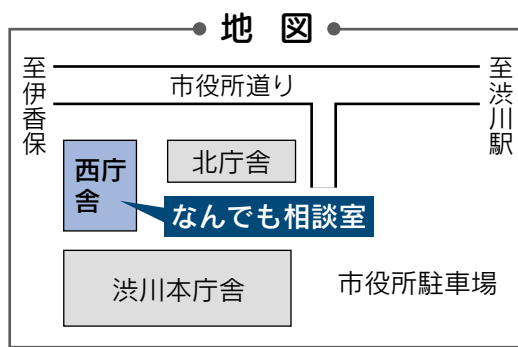 地図
至伊香保
市役所道り
至渋川駅
西庁
舎
北庁舎
なんでも相談室
渋川本庁舎
市役所駐車場